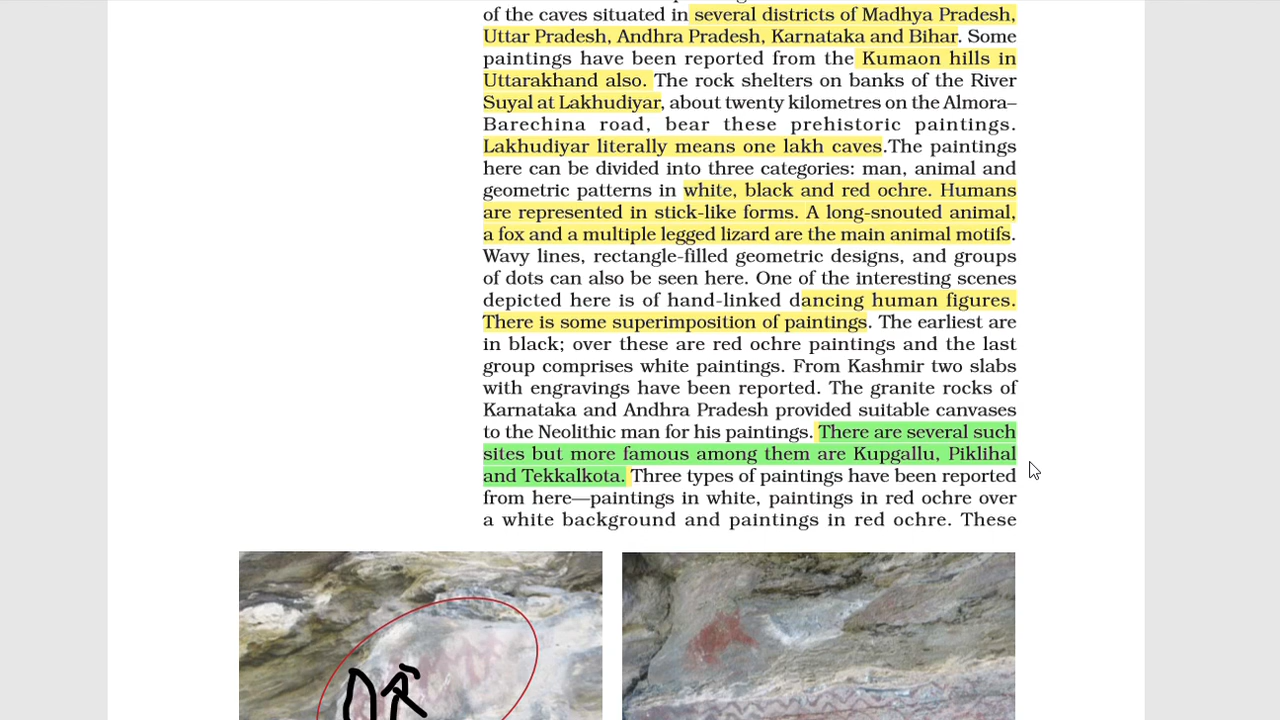 of the caves situated in several districts of Madhya Pradesh,
Uttar Pradesh, Andhra Pradesh, Karnataka and Bihar. Some
paintings have been reported from the Kumaon hills in
Uttarakhand also. The rock shelters on banks of the River
Suyal at Lakhudiyar, about twenty kilometres on the Almora–
Barechina road, bear these prehistoric paintings.
Lakhudiyar literally means one lakh caves.The paintings
here can be divided into three categories: man, animal and
geometric patterns in white, black and red ochre. Humans
are represented in stick-like forms. A long-snouted animal,
a fox and a multiple legged lizard are the main animal motifs.
Wavy lines, rectangle-filled geometric designs, and groups
of dots can also be seen here. One of the interesting scenes
depicted here is of hand-linked dancing human figures.
There is some superimposition of paintings. The earliest are
in black; over these are red ochre paintings and the last
group comprises white paintings. From Kashmir two slabs
with engravings have been reported. The granite rocks of
Karnataka and Andhra Pradesh provided suitable canvases
to the Neolithic man for his paintings. There are several such
sites but more famous among them are Kupgallu, Piklihal
and Tekkalkota. Three types of paintings have been reported
from here—paintings in white, paintings in red ochre over
a white background and paintings in red ochre. These